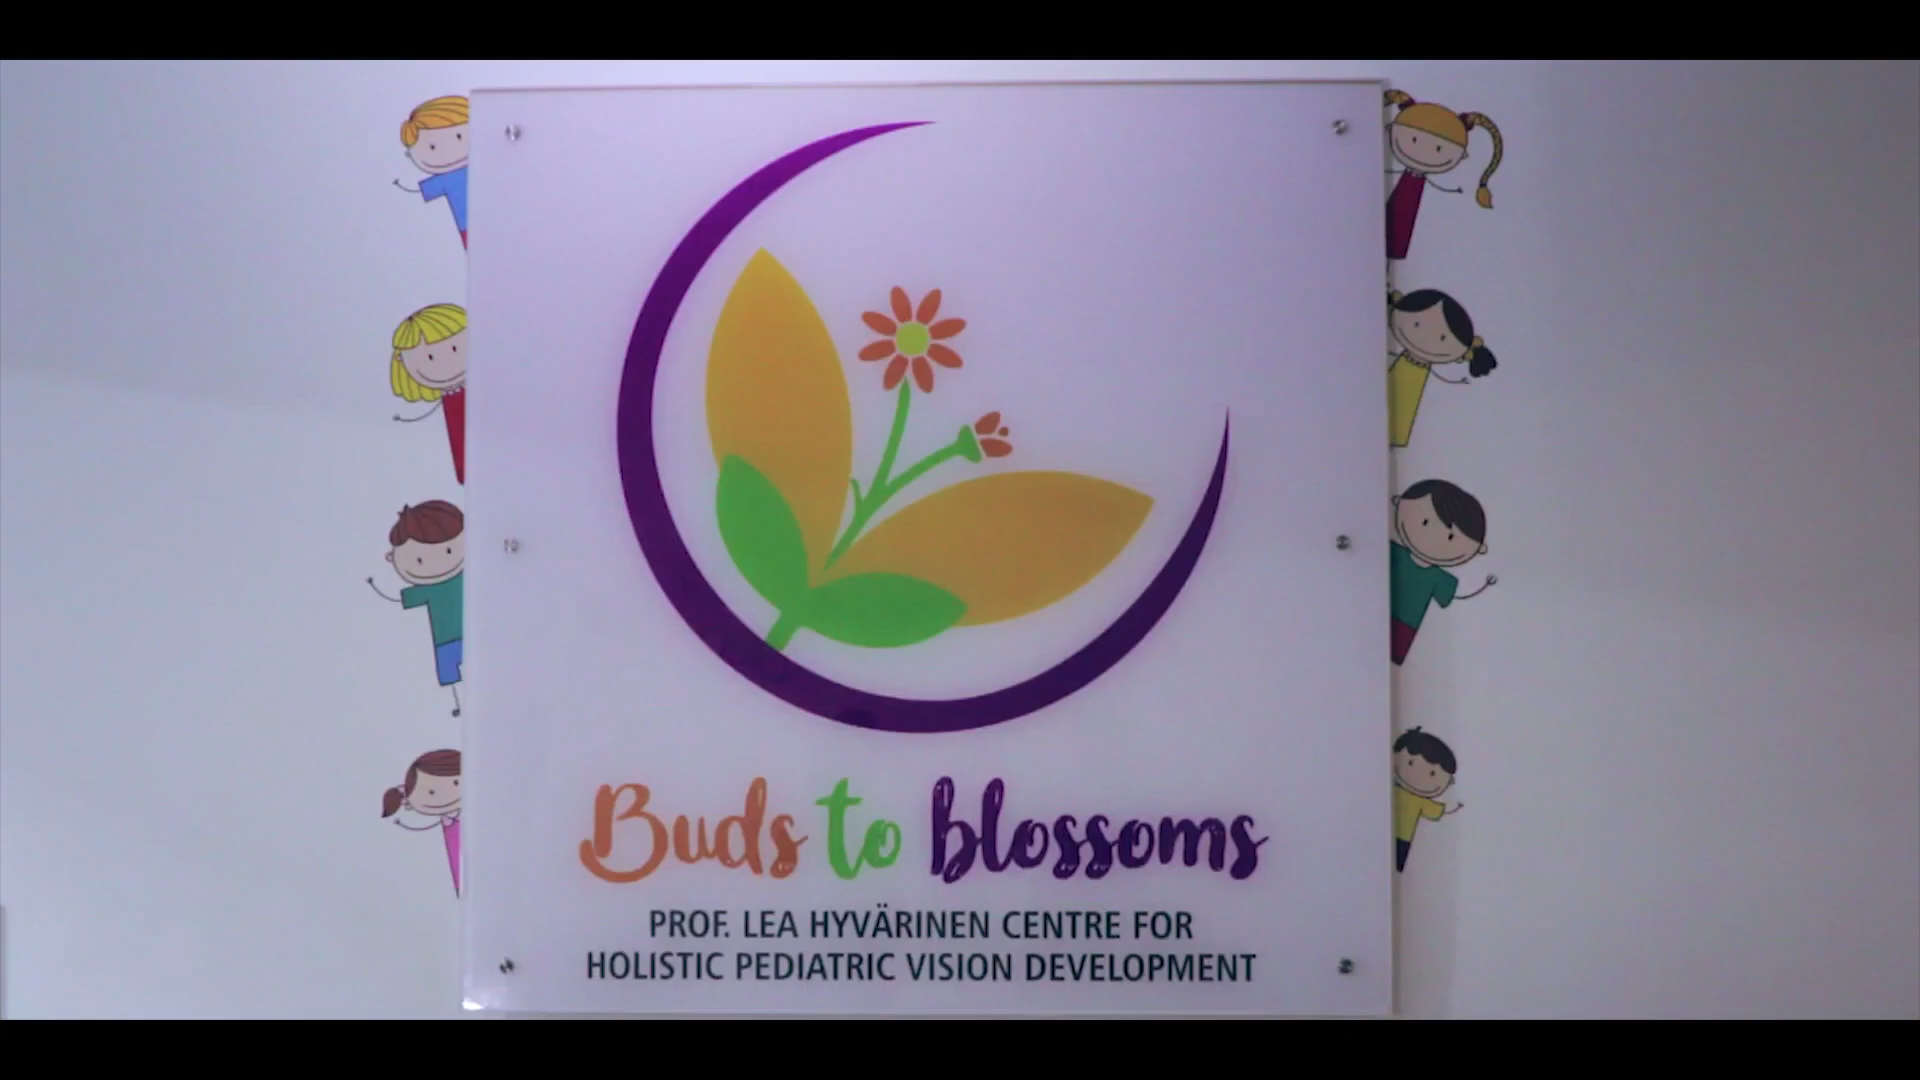 Buds to blossoms
PROF. LEA HYVÄRINEN CENTRE FOR
HOLISTIC PEDIATRIC VISION DEVELOPMENT